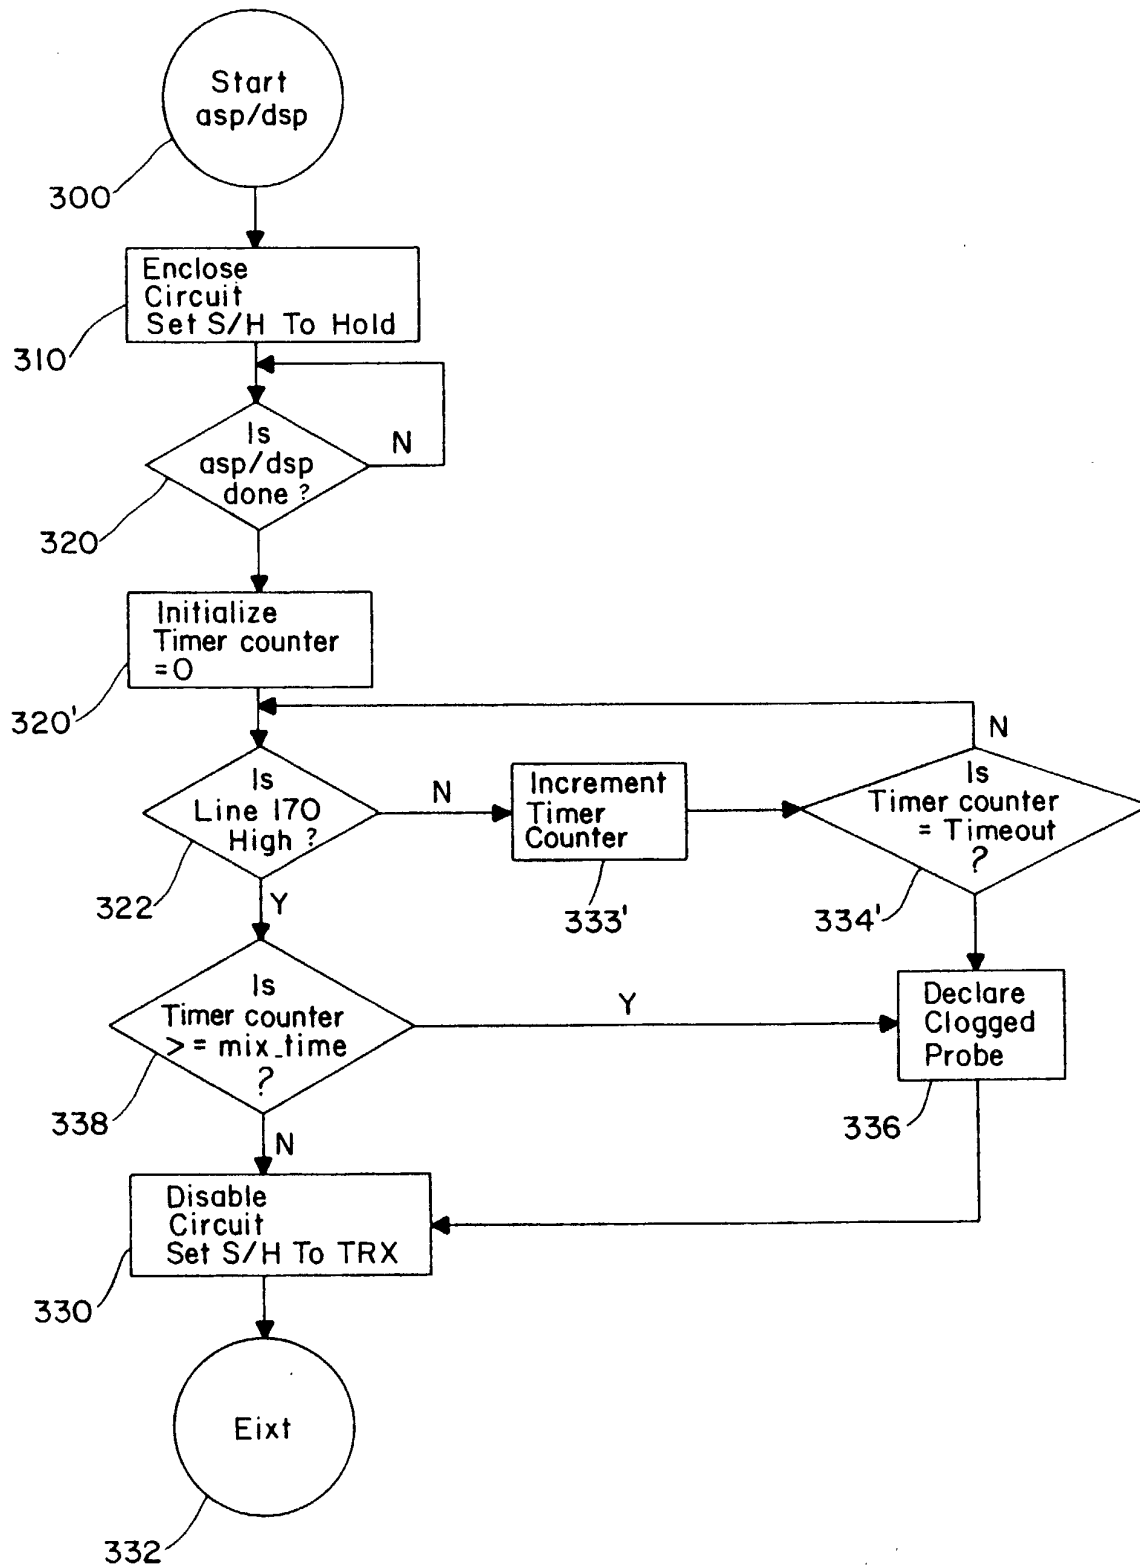 Start
asp/dsp
300
Enclose
Circuit
Set S/H To Hold
310
Is
asp/dsp
done ?
N
320
Initialize
Timer counter
=0
320'
Is
Line 170
High ?
N
322
Y
Increment
Timer
Counter
333'
Is
Timer counter
= Timeout
?
N
334'
Is
Timer counter
>= mix_time
?
Y
338
N
Declare
Clogged
Probe
336
Disable
Circuit
Set S/H To TRX
330
Eixt
332